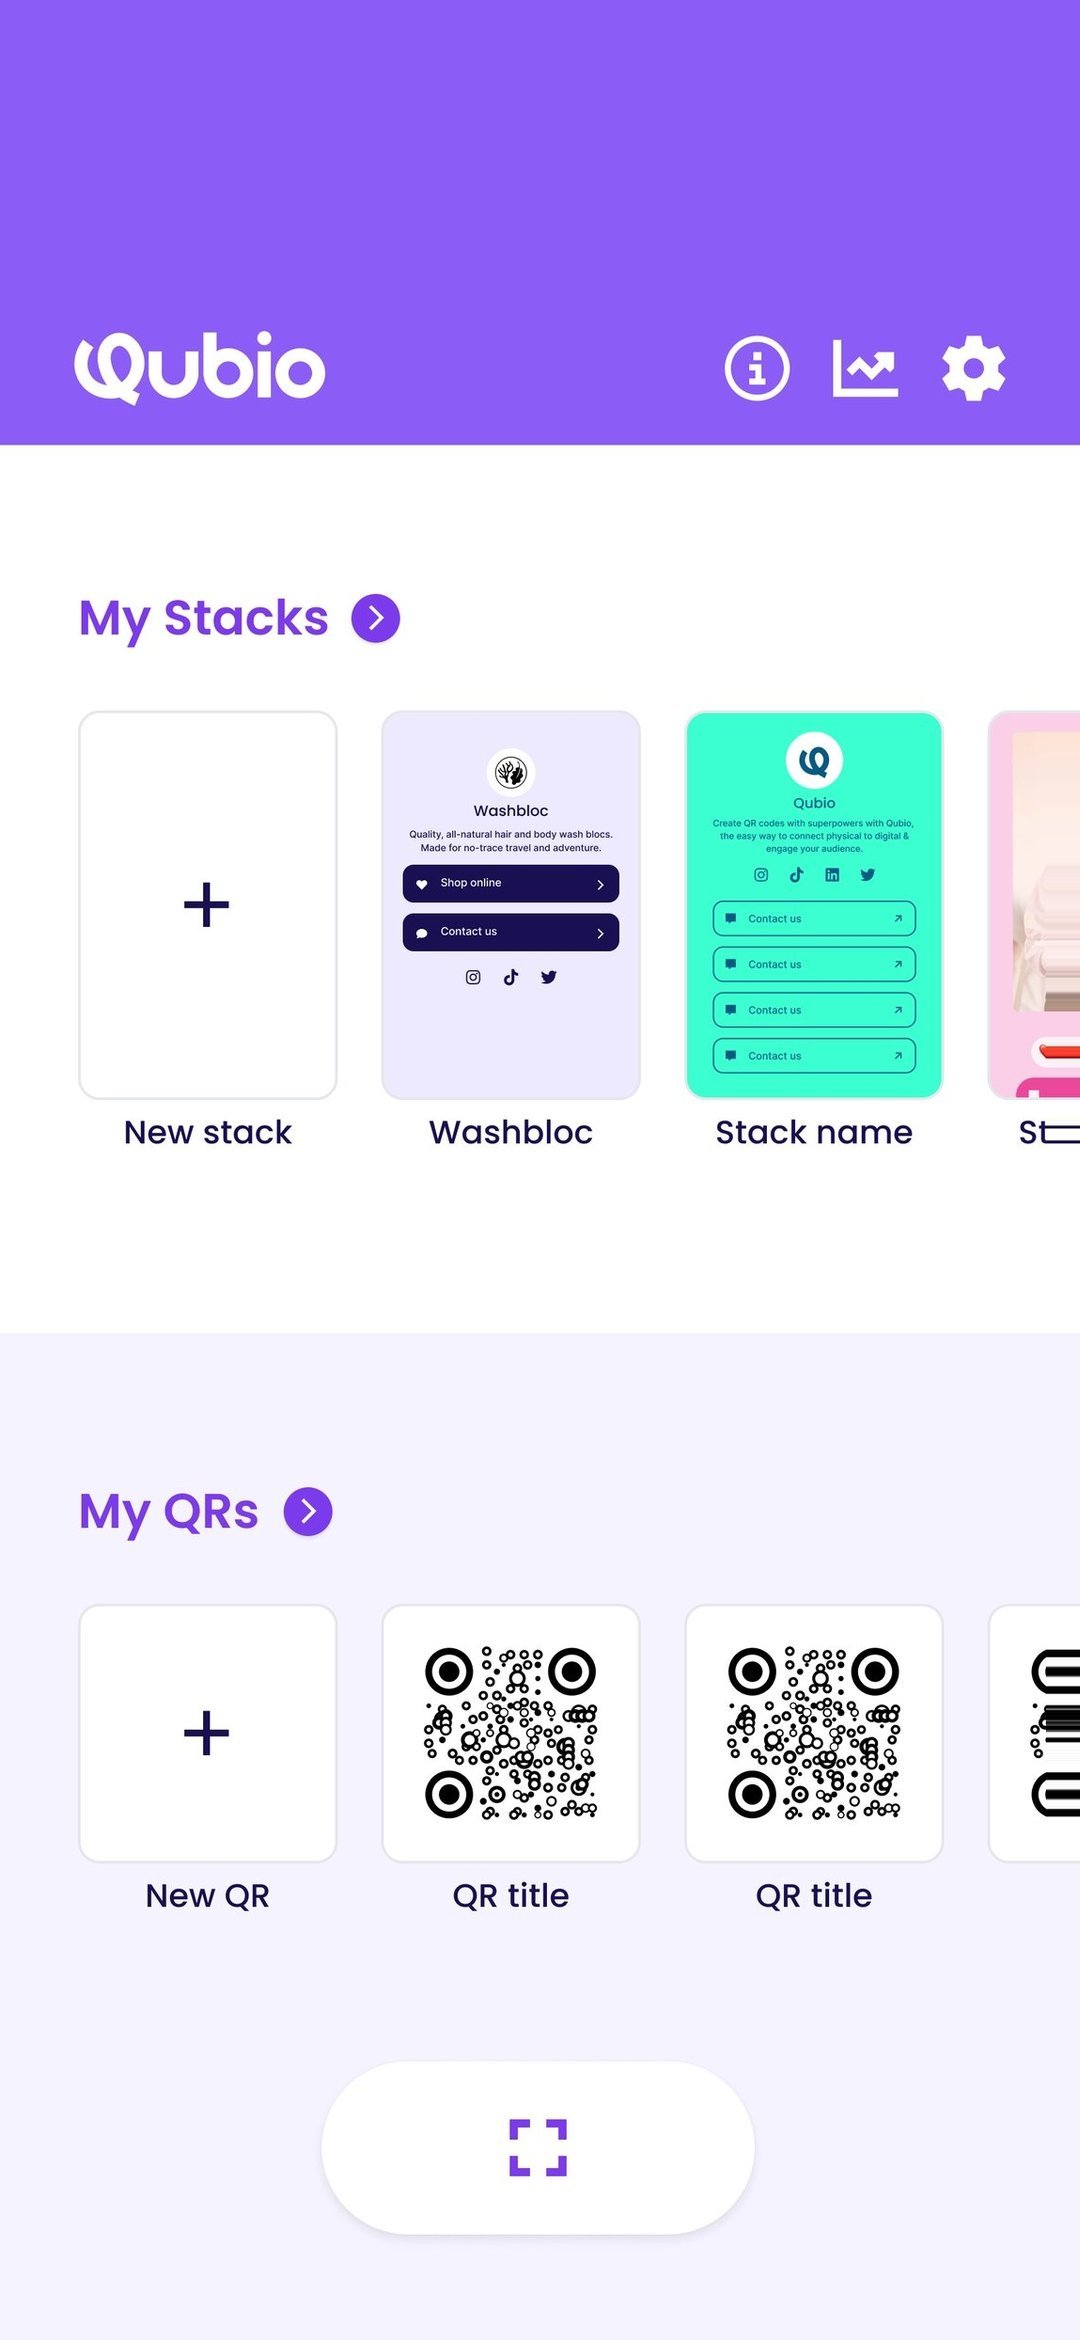 Qubio
My Stacks
Washbloc
Quality, all-natural hair and body wash blocs.
Made for no-trace travel and adventure.
Shop online
Contact us
Qubio
Create QR codes with superpowers with Qubio,
the easy way to connect physical to digital &
engage your audience.
Contact us
Contact us
Contact us
Contact us
New stack
Washbloc
Stack name
My QRs
New QR
QR title
QR title